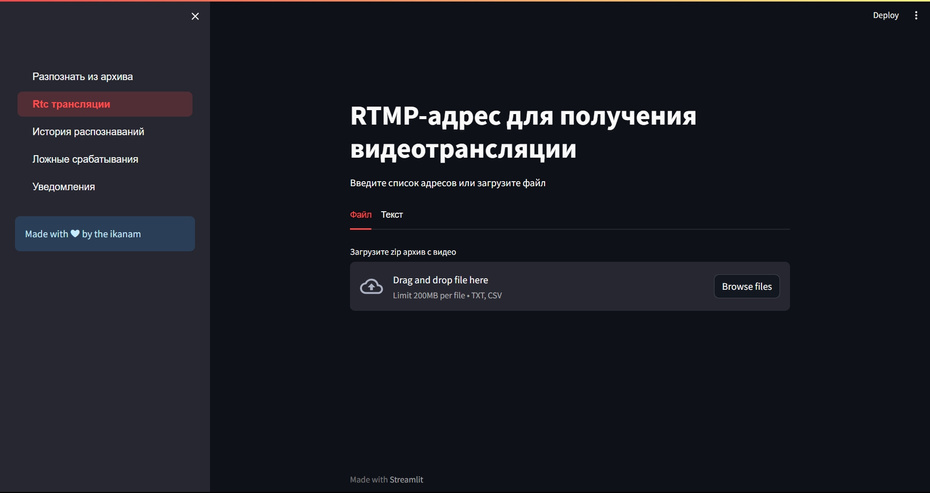 Deploy
Разпознать из архива
Rtc трансляции
История распознаваний
Ложные срабатывания
Уведомления
Made with by the ikanam
RTMP-адрес для получения
видеотрансляции
Введите список адресов или загрузите файл
Файл Текст
Загрузите zip архив с видео
Drag and drop file here
Limit 200MB per file • TXT, CSV
Browse files
Made with Streamlit